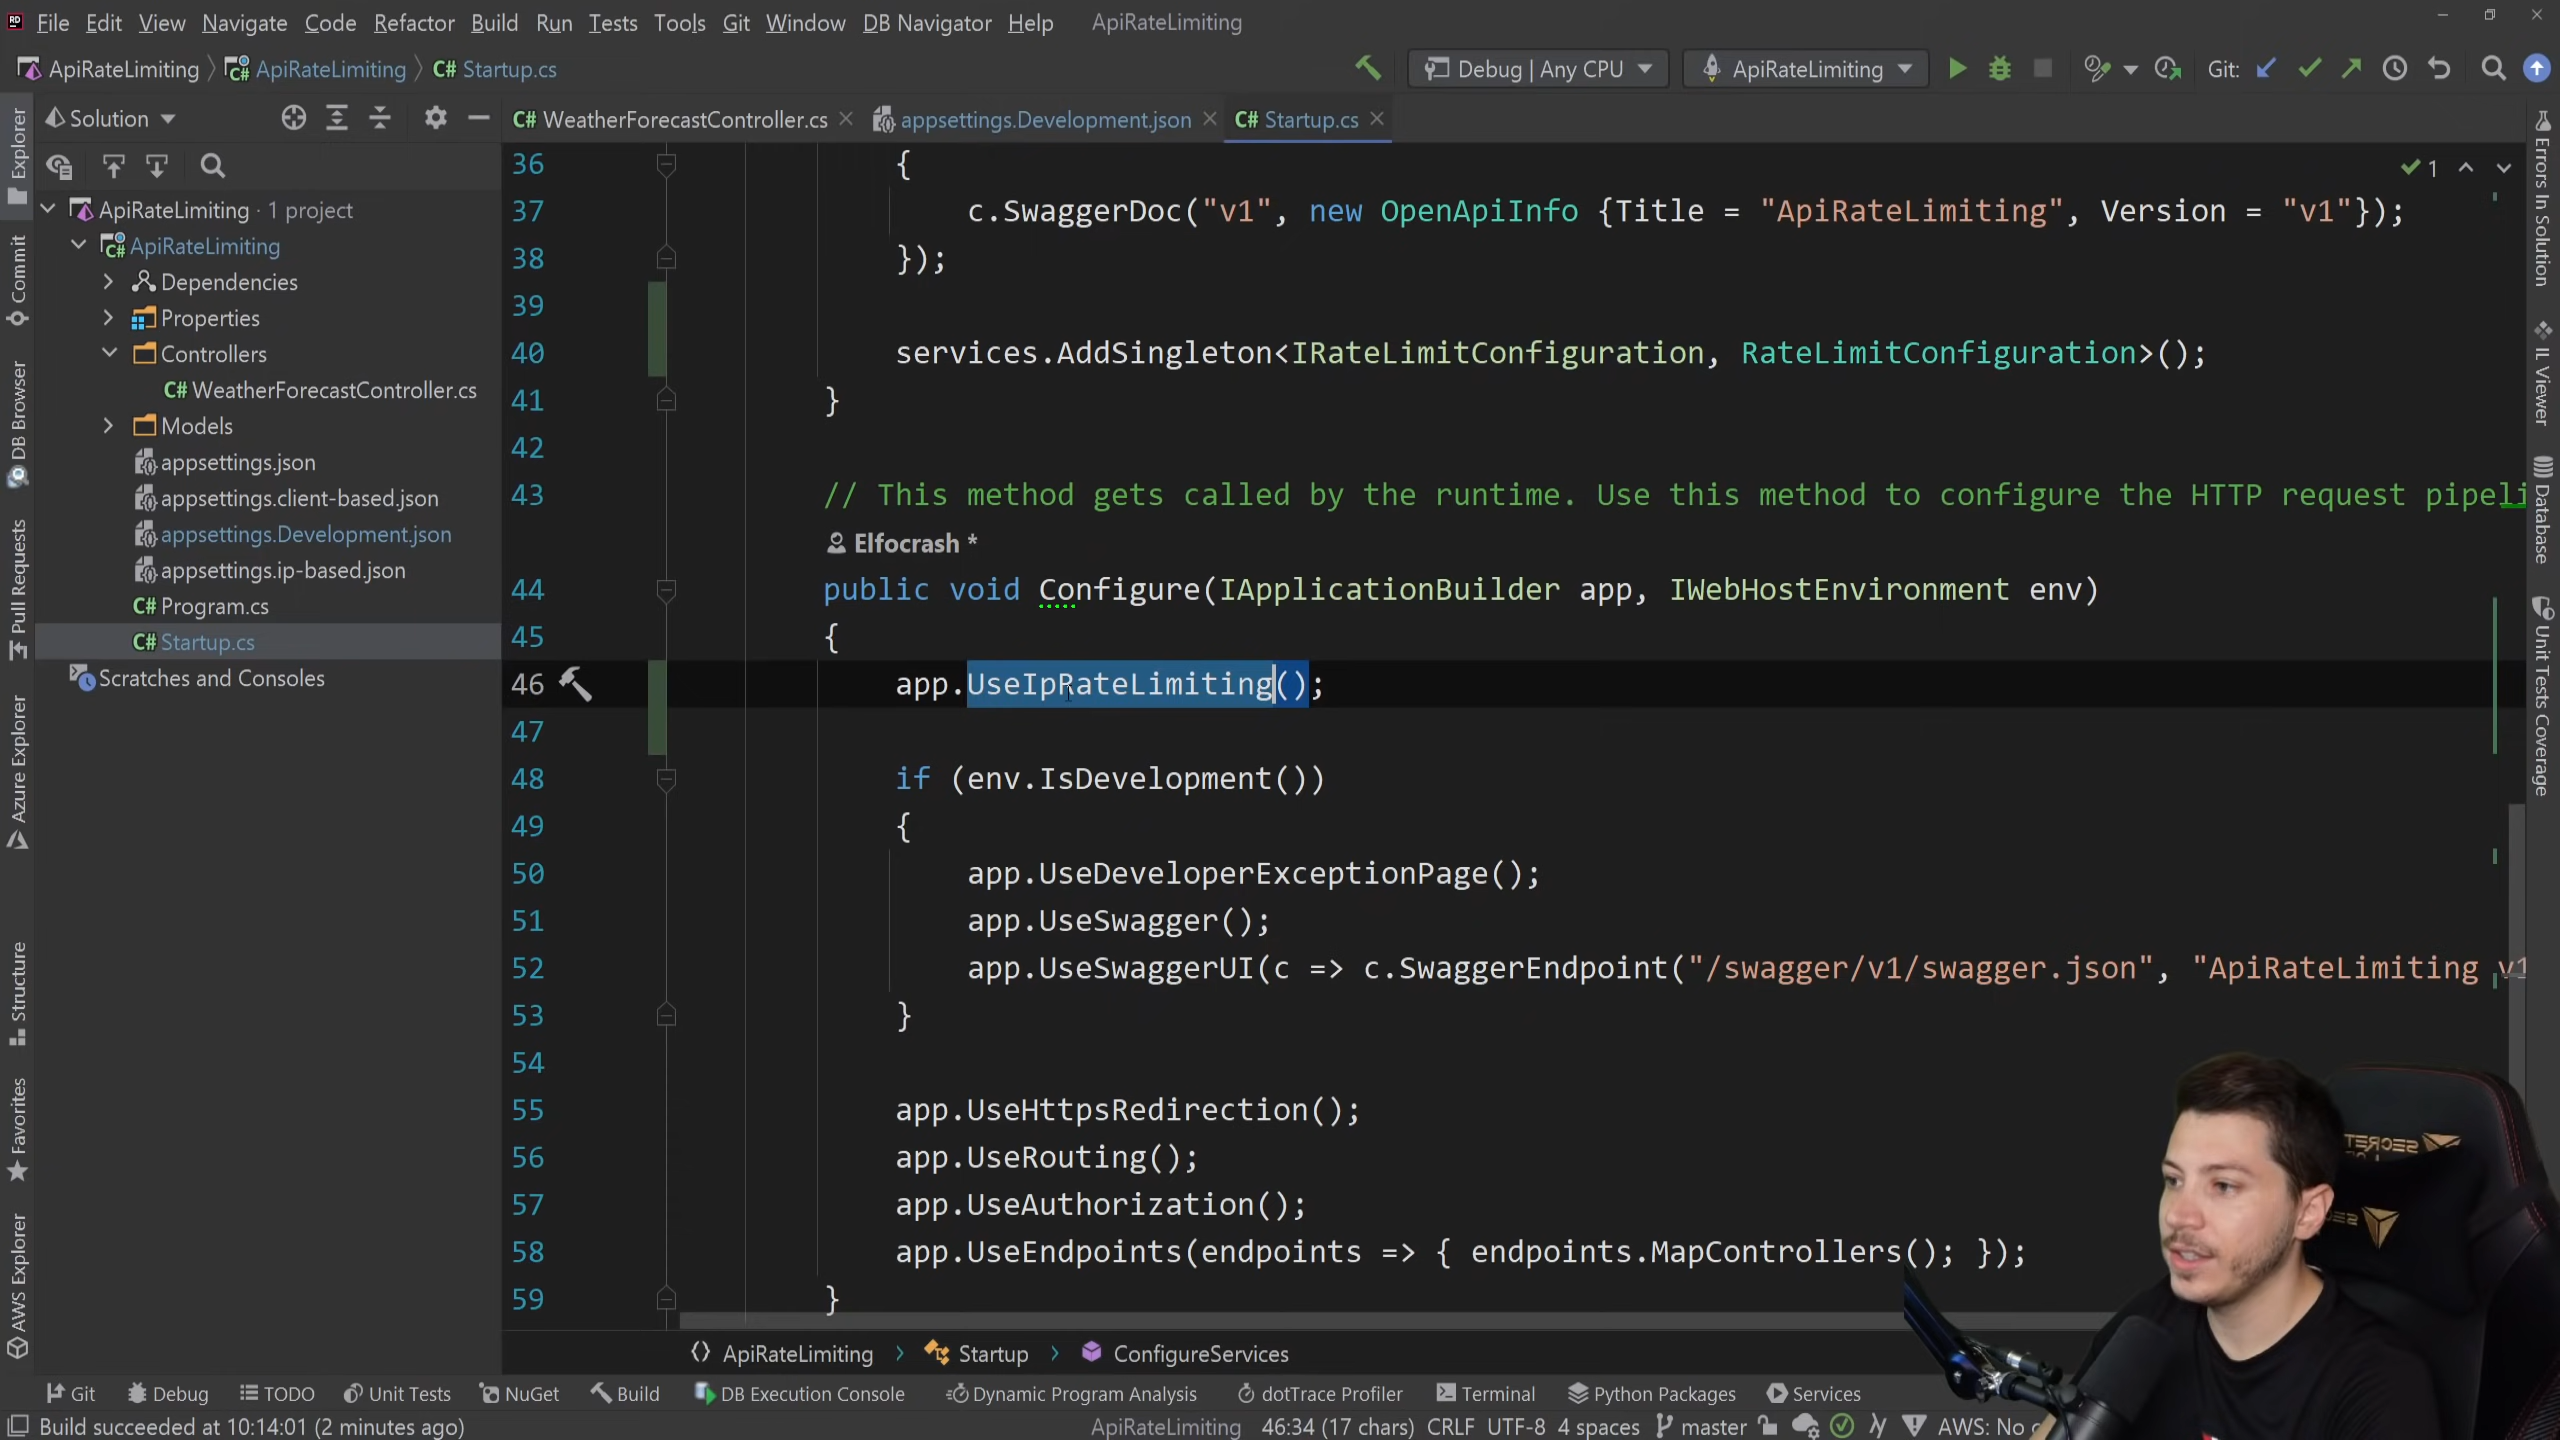 File Edit View Navigate Code Refactor Build Run Tests Tools Git Window DB Navigator Help ApiRateLimiting
ApiRateLimiting ApiRateLimiting Startup.cs Debug | Any CPU ApiRateLimiting Git:
Solution
WeatherForecastController.cs appsettings.Development.json Startup.cs
ApiRateLimiting · 1 project
ApiRateLimiting
Dependencies
Properties
Controllers
C# WeatherForecastController.cs
Models
appsettings.json
appsettings.client-based.json
appsettings.Development.json
appsettings.ip-based.json
C# Program.cs
C# Startup.cs
Scratches and Consoles
Explorer
Commit
DB Browser
Pull Requests
Azure Explorer
Structure
Favorites
AWS Explorer
1
36 {
37 c.SwaggerDoc("v1", new OpenApiInfo {Title = "ApiRateLimiting", Version = "v1"});
38 });
39
40 services.AddSingleton<IRateLimitConfiguration, RateLimitConfiguration>();
41 }
42
43 // This method gets called by the runtime. Use this method to configure the HTTP request pipeli
Elfocrash *
44 public void Configure(IApplicationBuilder app, IWebHostEnvironment env)
45 {
46 app.UseIpRateLimiting();
47
48 if (env.IsDevelopment())
49 {
50 app.UseDeveloperExceptionPage();
51 app.UseSwagger();
52 app.UseSwaggerUI(c => c.SwaggerEndpoint("/swagger/v1/swagger.json", "ApiRateLimiting v1
53 }
54
55 app.UseHttpsRedirection();
56 app.UseRouting();
57 app.UseAuthorization();
58 app.UseEndpoints(endpoints => { endpoints.MapControllers(); });
59 }
Errors In Solution
IL Viewer
Database
Unit Tests Coverage
SECRET
ApiRateLimiting Startup ConfigureServices
Git Debug TODO Unit Tests NuGet Build DB Execution Console Dynamic Program Analysis dotTrace Profiler Terminal Python Packages Services
Build succeeded at 10:14:01 (2 minutes ago) ApiRateLimiting 46:34 (17 chars) CRLF UTF-8 4 spaces master AWS: No